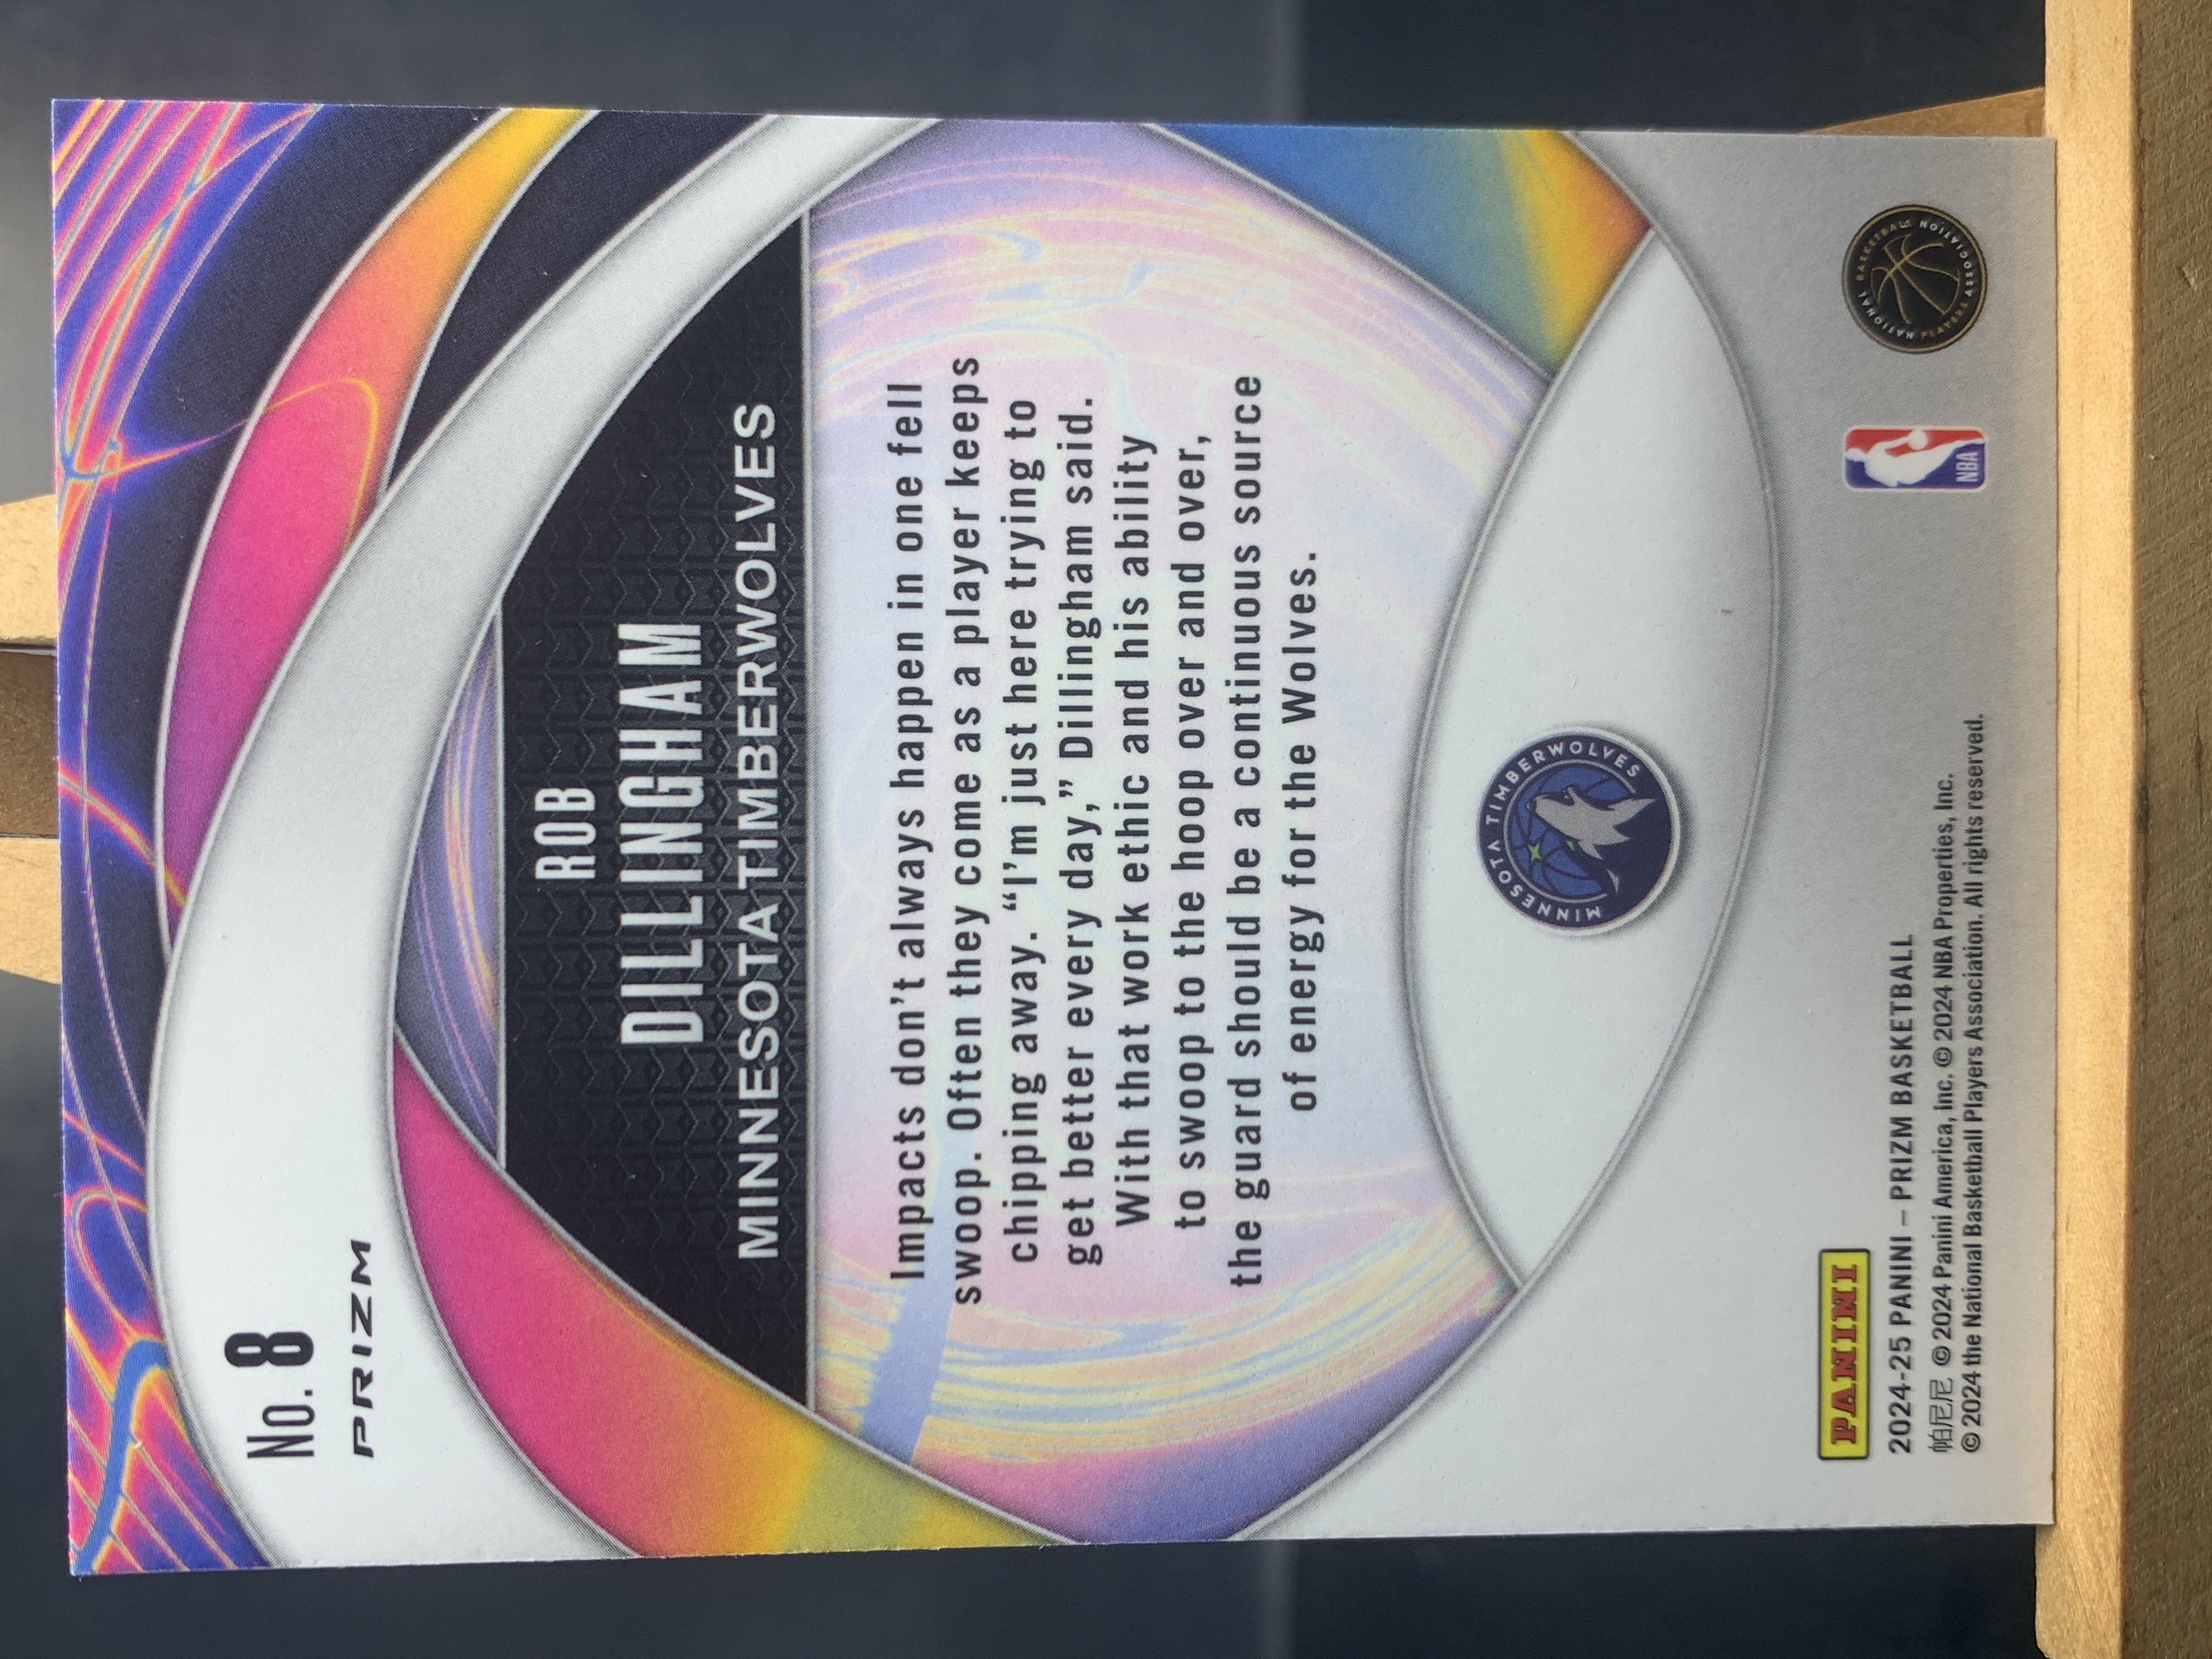 No. 8
PRIZM
ROB
DILLINGHAM
MINNESOTA TIMBERWOLVES
Impacts don't always happen in one fell
swoop. Often they come as a player keeps
chipping away. “I'm just here trying to
get better every day,” Dillingham said.
With that work ethic and his ability
to swoop to the hoop over and over,
the guard should be a continuous source
of energy for the Wolves.
MINNESOTA TIMBERWOLVES
PANINI
2024-25 PANINI – PRIZM BASKETBALL
帕尼尼 © 2024 Panini America, Inc. © 2024 NBA Properties, Inc.
© 2024 the National Basketball Players Association. All rights reserved.
NBA
NATIONAL BASKETBALL PLAYERS ASSOCIATION